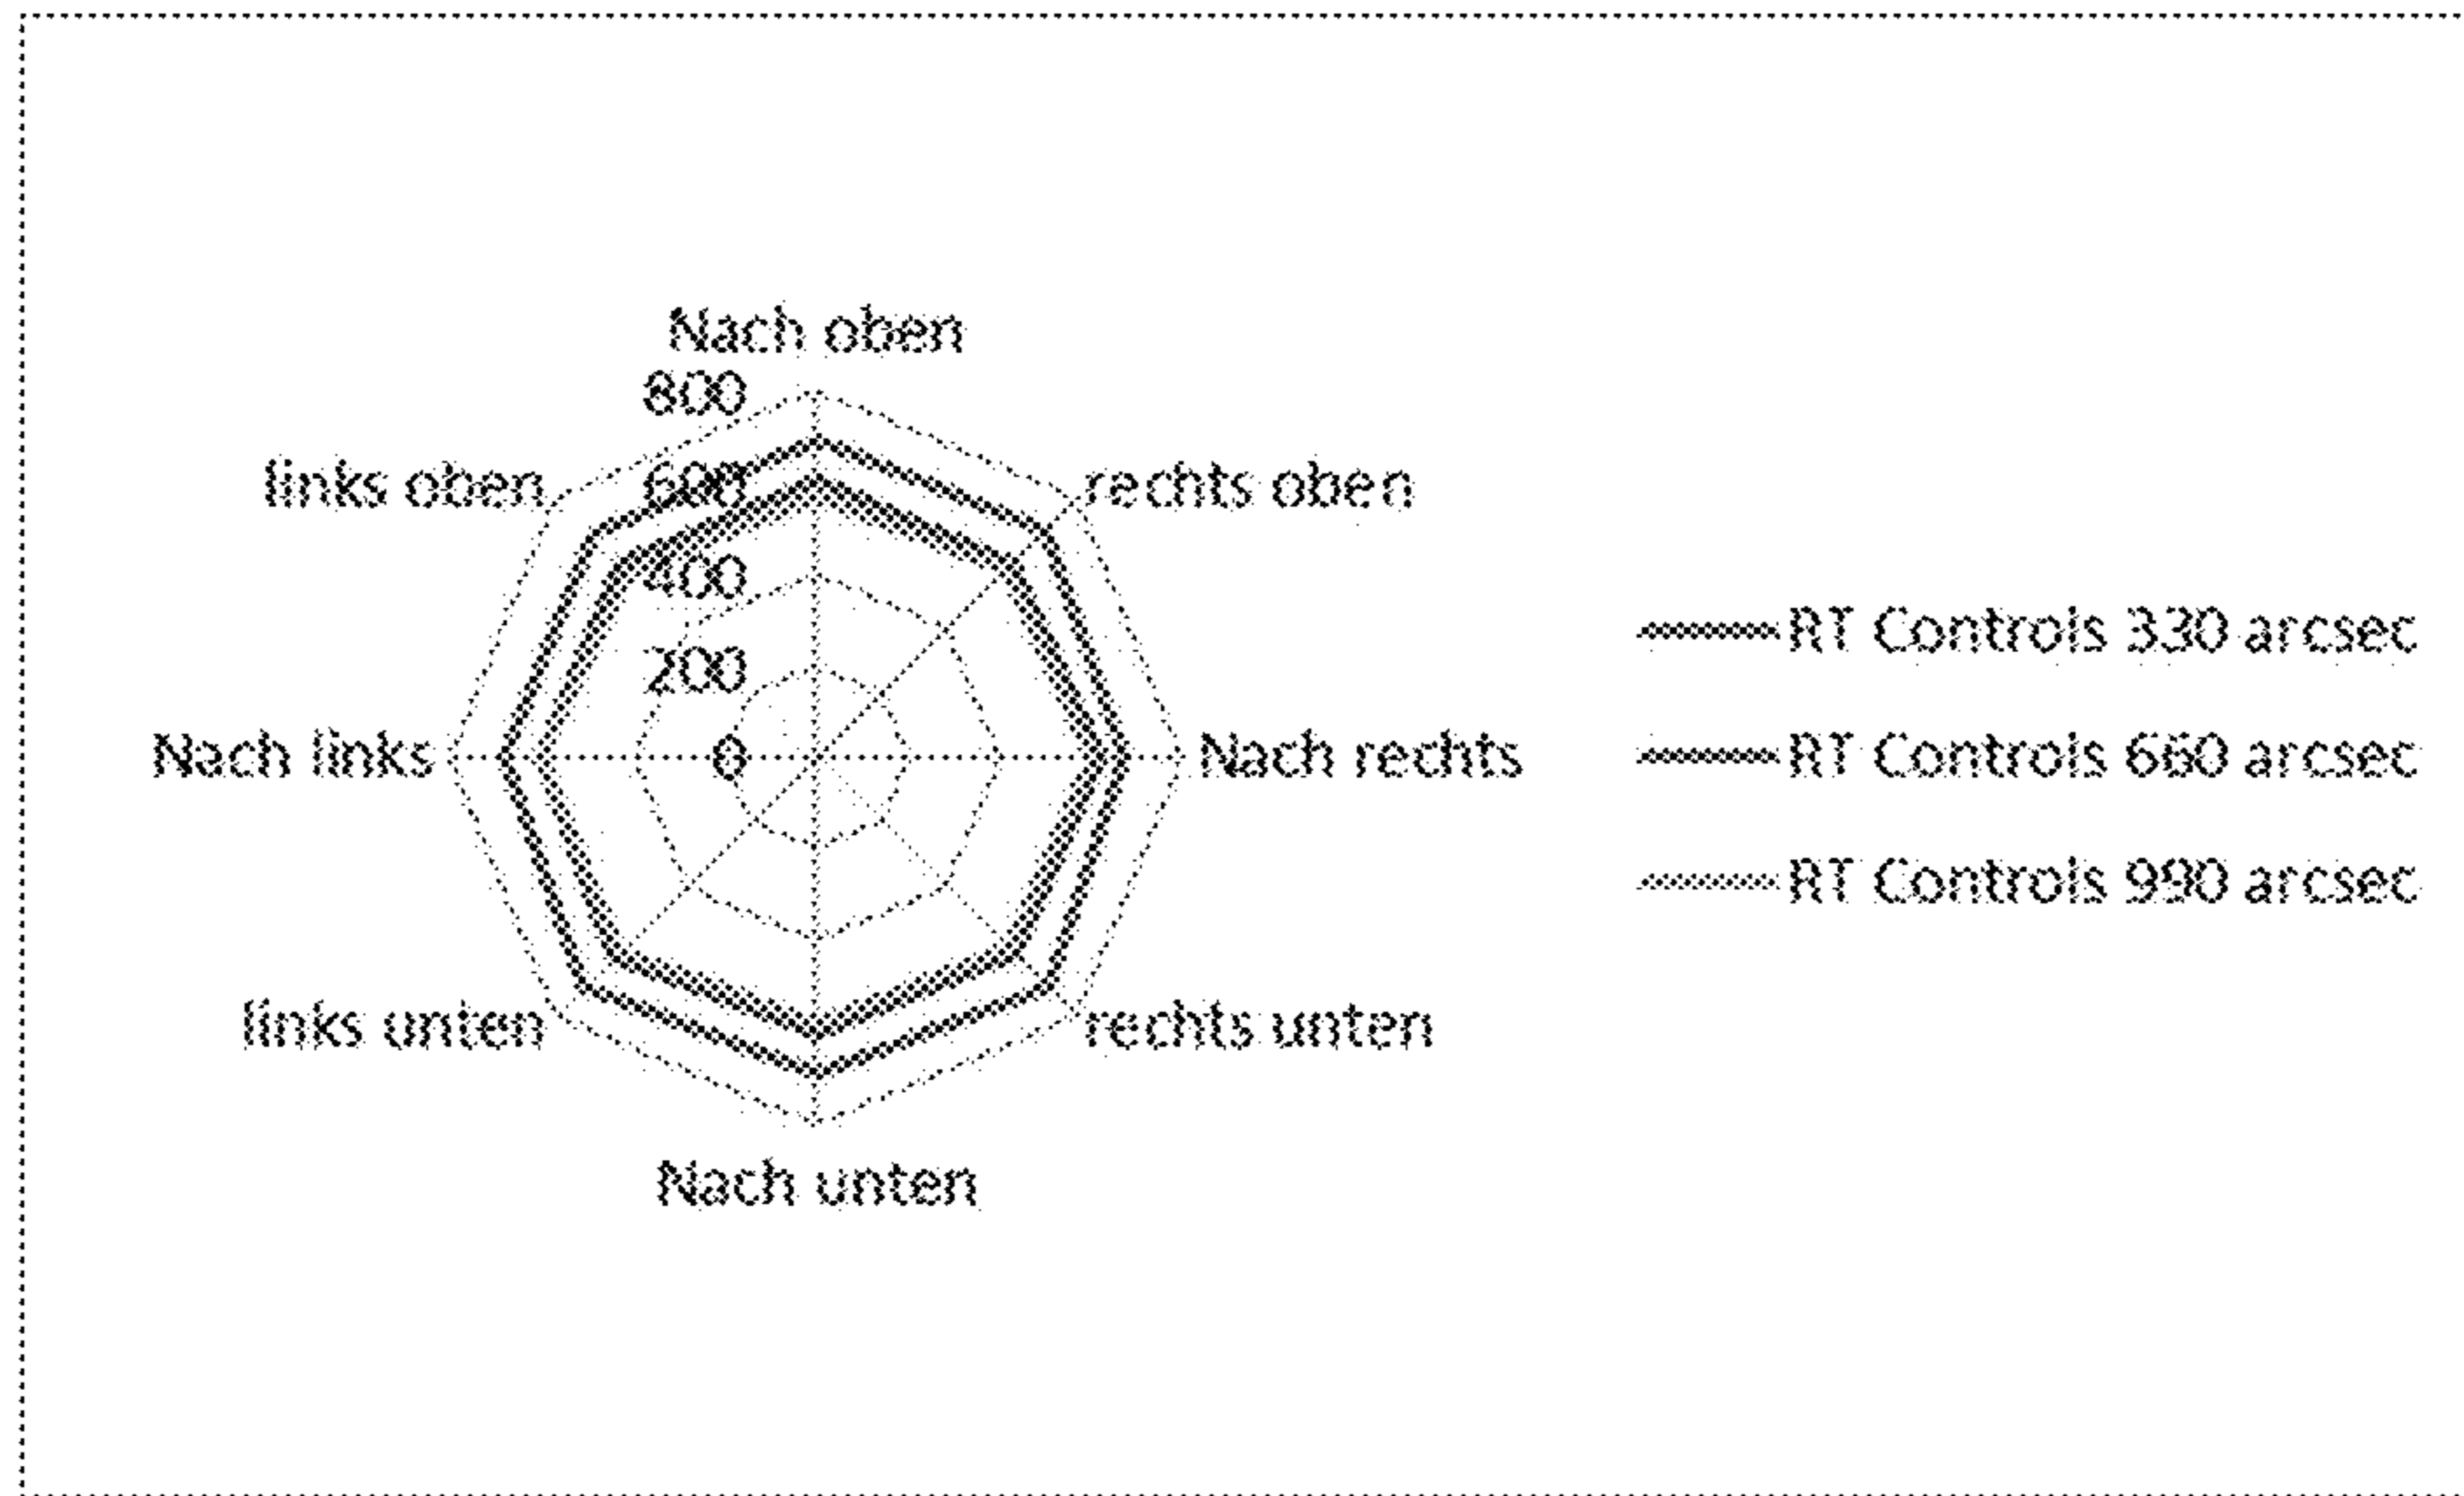 Nach oben
800
links oben
600
rechts oben
400
200
Nach links
0
Nach rechts
links unten
rechts unten
Nach unten
RT Controls 330 arcsec
RT Controls 660 arcsec
RT Controls 990 arcsec